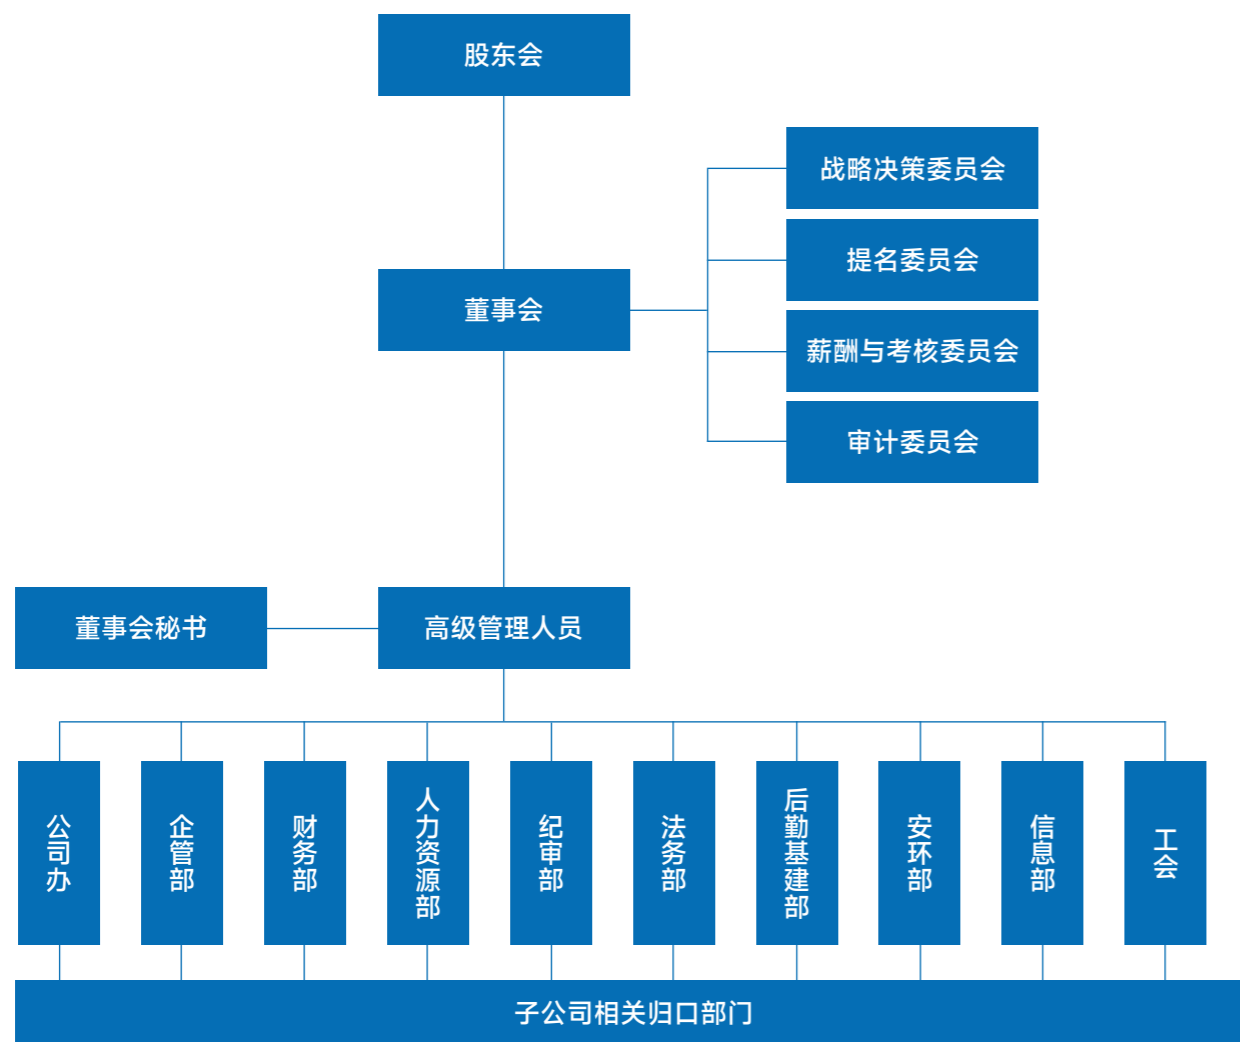 股东会
战略决策委员会
提名委员会
董事会
薪酬与考核委员会
审计委员会
董事会秘书
高级管理人员
公司办
企管部
财务部
人力资源部
纪审部
法务部
后勤基建部
安环部
信息部
工会
子公司相关归口部门